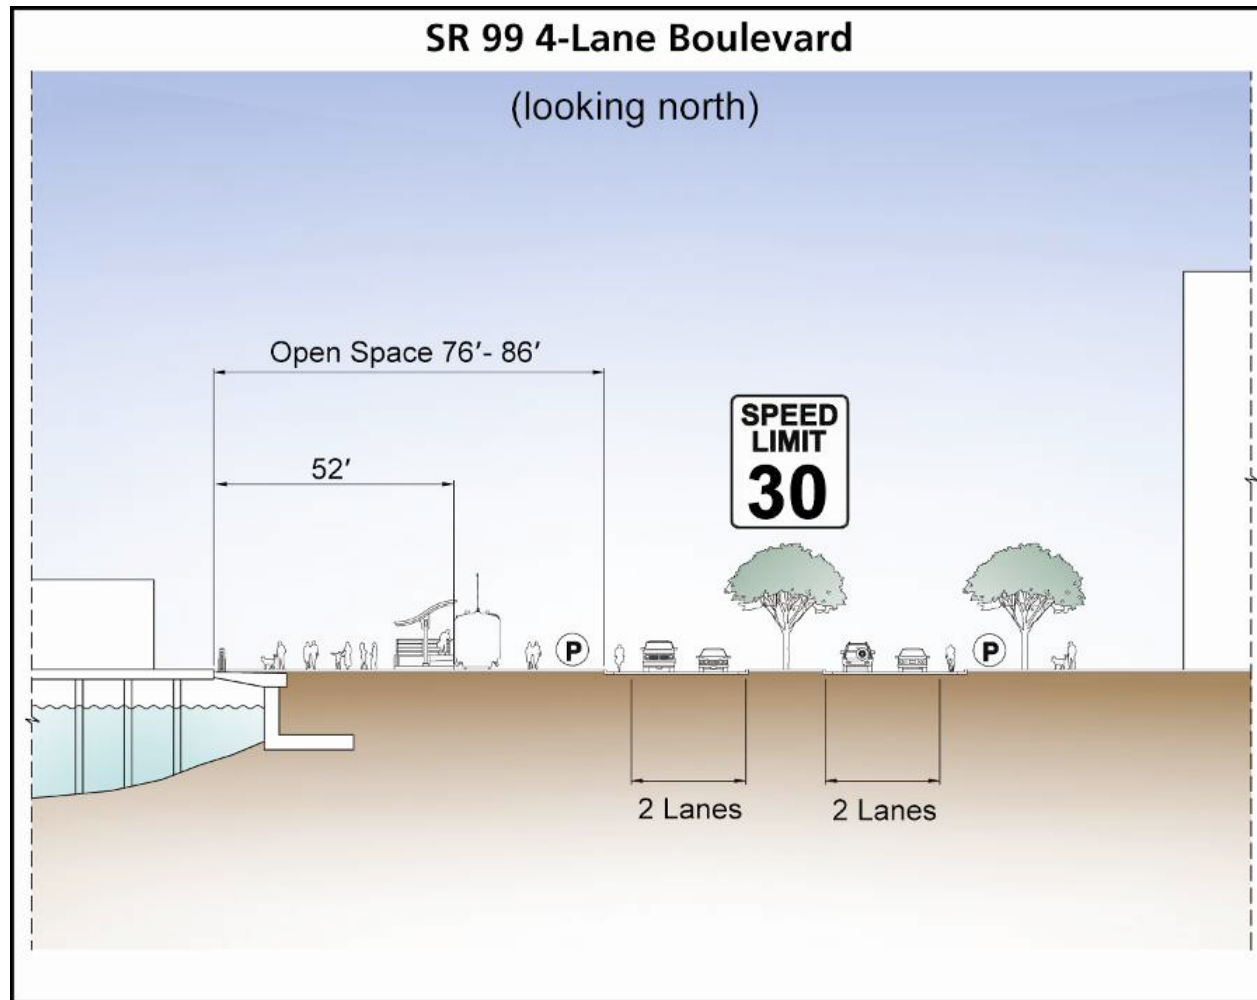 SR 99 4-Lane Boulevard
(looking north)
Open Space 76′- 86′
52′
SPEED
LIMIT
30
P
P
2 Lanes
2 Lanes